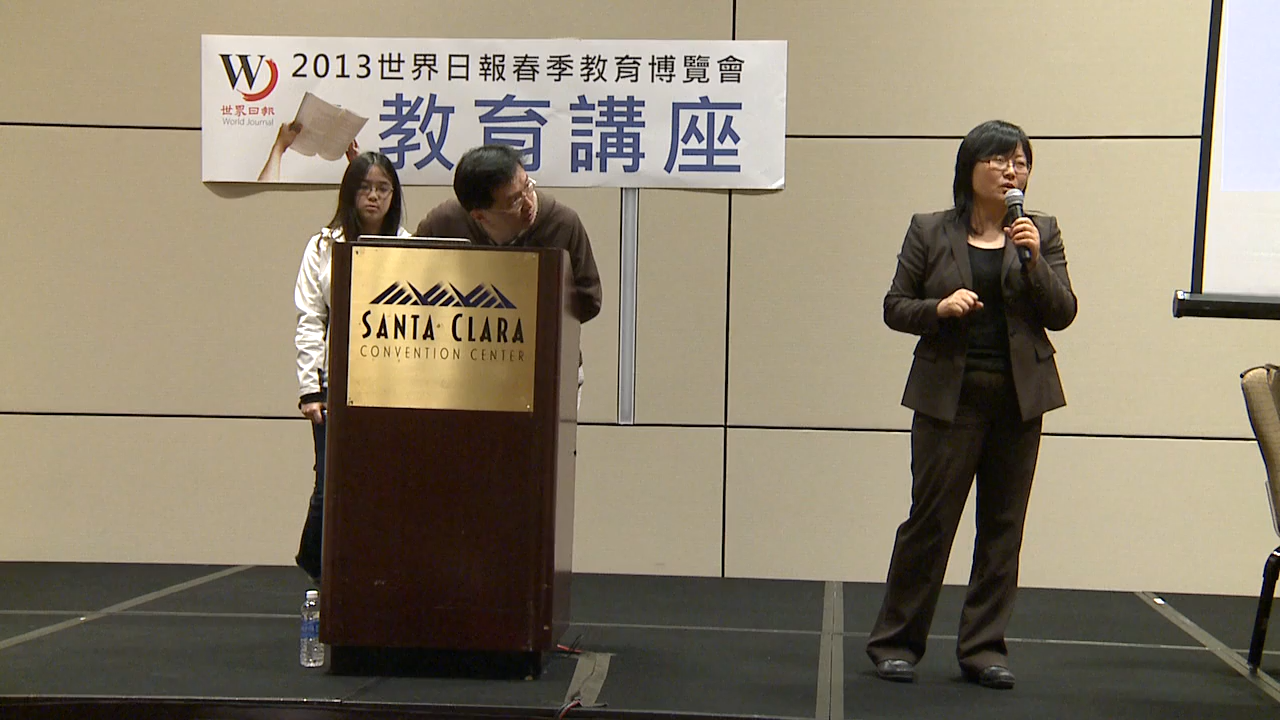 2013世界日報春季教育博覽會
W
世界日報
World Journal
教育講座
SANTA CLARA
CONVENTION CENTER